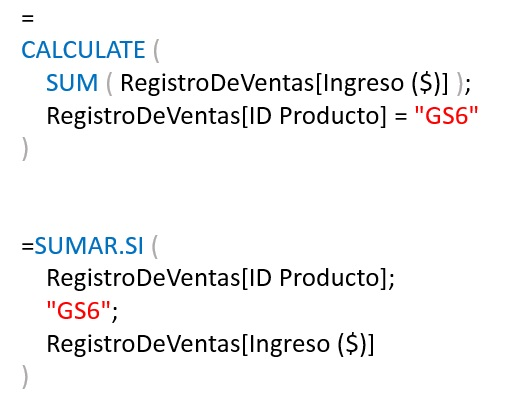 =
CALCULATE (
SUM ( RegistroDeVentas[Ingreso ($)] );
RegistroDeVentas[ID Producto] = "GS6"
)
=SUMAR.SI (
RegistroDeVentas[ID Producto];
"GS6";
RegistroDeVentas[Ingreso ($)]
)